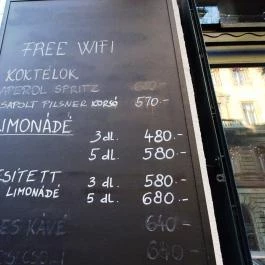 FREE WIFI
KOKTÉLOK
APEROL SPRITZ
CSAPOLT PILSNER KORSÓ 570.-
LIMONÁDÉ
3 dl. 480.-
5 dl. 580.-
3 dl. 580.-
LIMONÁDÉ 5 dl. 680.-
KÁVÉ 640.-
640.-